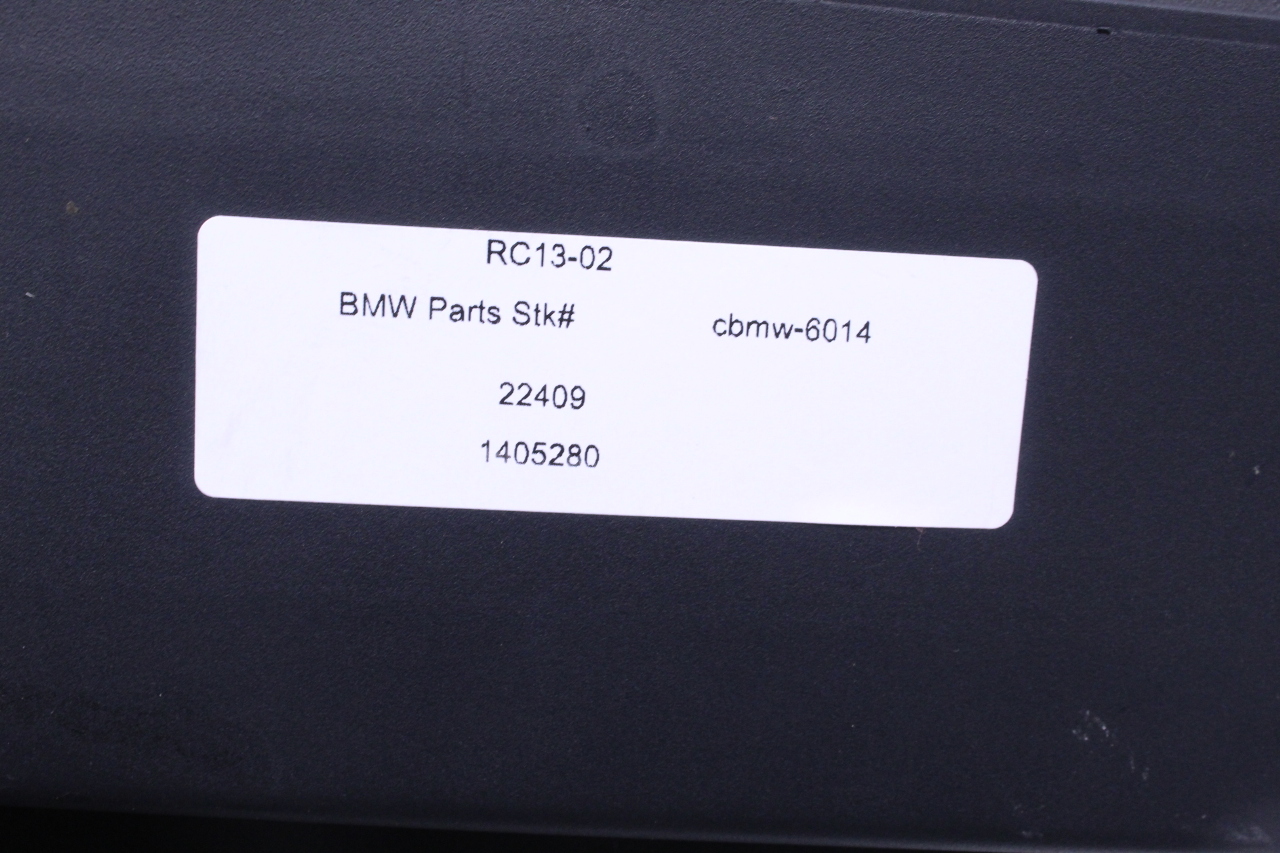 RC13-02
BMW Parts Stk# cbmw-6014
22409
1405280